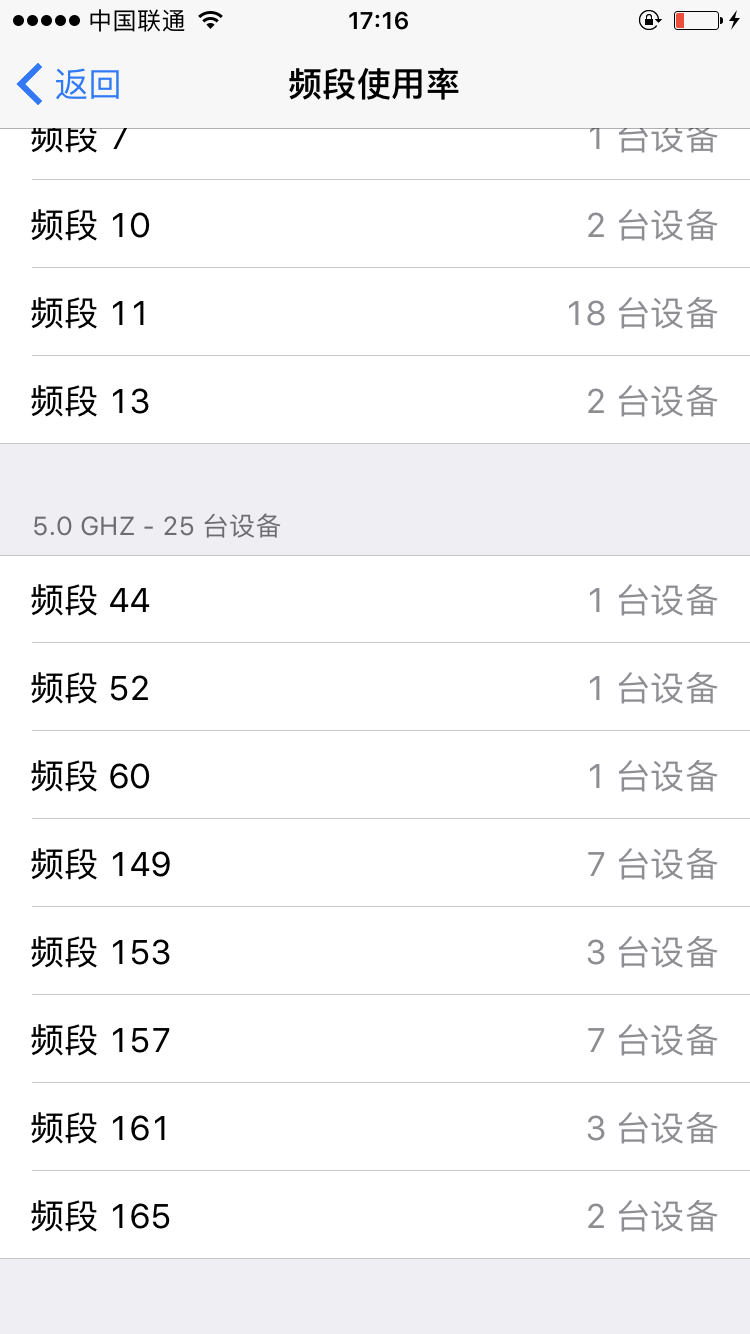 中国联通 17:16
返回 频段使用率
频段 7 1 台设备
频段 10 2 台设备
频段 11 18 台设备
频段 13 2 台设备
5.0 GHZ - 25 台设备
频段 44 1 台设备
频段 52 1 台设备
频段 60 1 台设备
频段 149 7 台设备
频段 153 3 台设备
频段 157 7 台设备
频段 161 3 台设备
频段 165 2 台设备